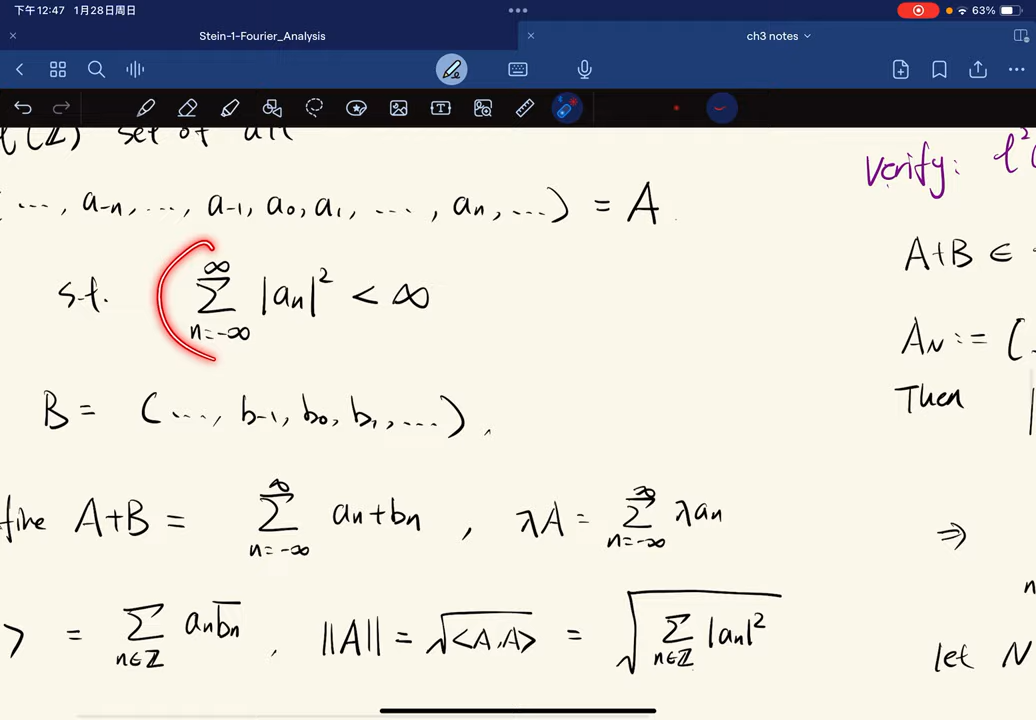 下午12:47 1月28日周日
63%
Stein-1-Fourier_Analysis
ch3 notes
(ℤ) set of all
(…, a-n, …, a-1, a0, a1, …, an, …) = A
s.t. ∑_{n=-∞}^{∞} |an|² < ∞
B = (…, b-1, b0, b1, …),
fine A+B = ∑_{n=-∞}^{∞} an+bn , λA = ∑_{n=-∞}^{∞} λan
> = ∑_{n∈ℤ} an b̅n , ||A|| = √<A,A> = √∑_{n∈ℤ} |an|²
Verify: ℓ²(
A+B ∈
AN := (
Then |
⇒
n
let N